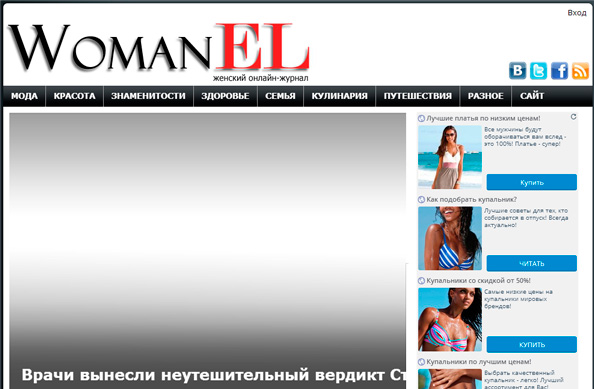 Вход
WOMANEL
женский онлайн-журнал
МОДА КРАСОТА ЗНАМЕНИТОСТИ ЗДОРОВЬЕ СЕМЬЯ КУЛИНАРИЯ ПУТЕШЕСТВИЯ РАЗНОЕ САЙТ
Врачи вынесли неутешительный вердикт Ст
Лучшие платья по низким ценам!
Все мужчины будут
оборачиваться вам вслед -
это 100%! Платья - супер!
Купить
Как подобрать купальник?
Лучшие советы для тех, кто
собирается в отпуск! Всегда
актуально!
ЧИТАТЬ
Купальники со скидкой от 50%!
Самые низкие цены на
купальники мировых
брендов!
КУПИТЬ
Купальники по лучшим ценам!
Выбрать качественный
купальник - легко! Лучший
ассортимент для Вас!